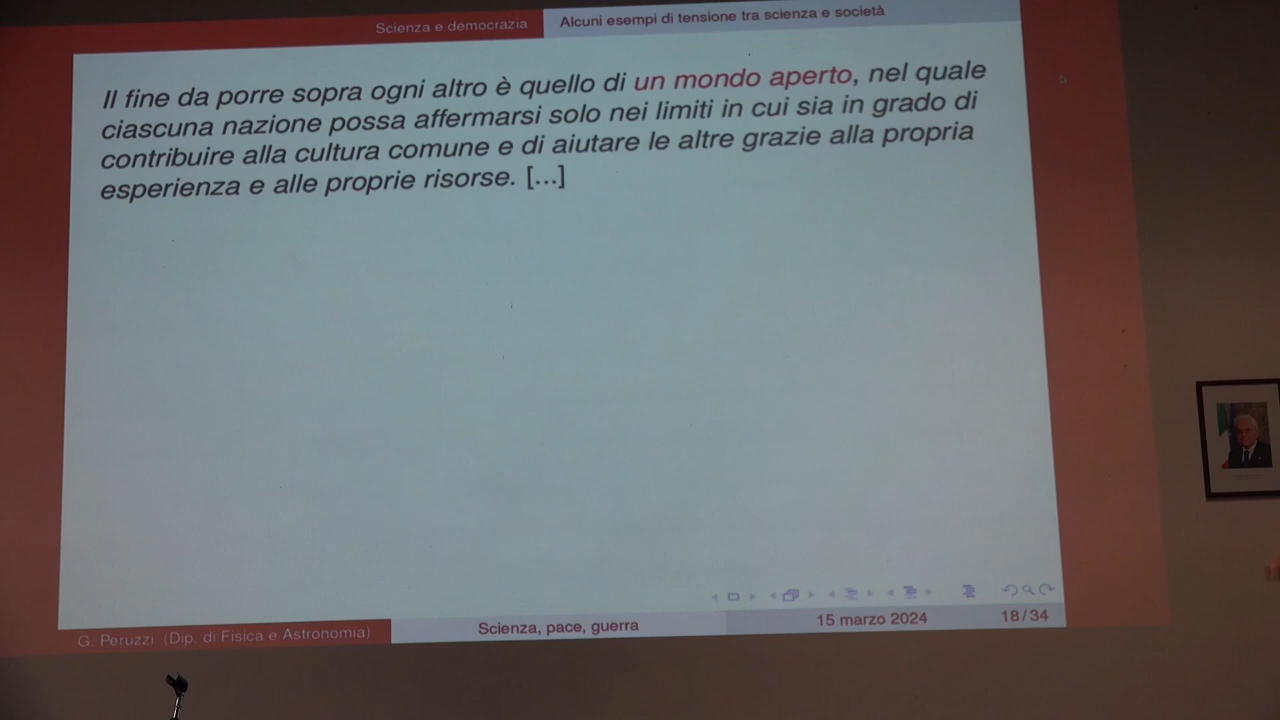 Scienza e democrazia
Alcuni esempi di tensione tra scienza e società
Il fine da porre sopra ogni altro è quello di un mondo aperto, nel quale
ciascuna nazione possa affermarsi solo nei limiti in cui sia in grado di
contribuire alla cultura comune e di aiutare le altre grazie alla propria
esperienza e alle proprie risorse. [...]
G. Peruzzi (Dip. di Fisica e Astronomia)
Scienza, pace, guerra
15 marzo 2024
18/34